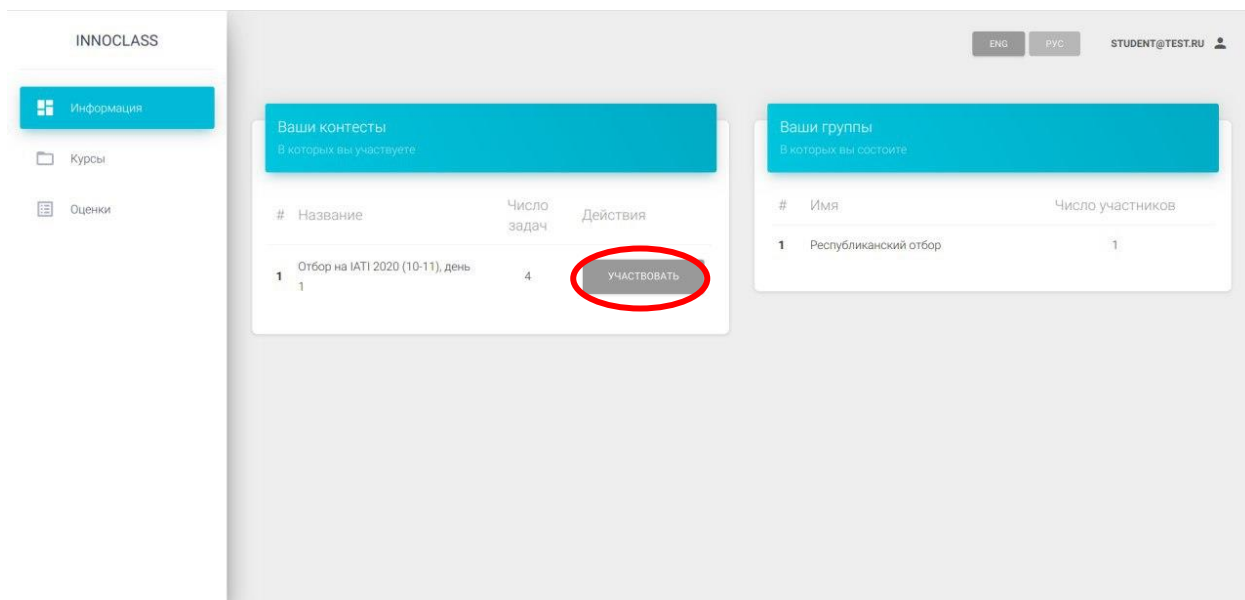 INNOCLASS
ENG
РУС
STUDENT@TEST.RU
Информация
Курсы
Оценки
Ваши контесты
В которых вы участвуете
# Название Число задач Действия
1 Отбор на IATI 2020 (10-11), день 1 4 УЧАСТВОВАТЬ
Ваши группы
В которых вы состоите
# Имя Число участников
1 Республиканский отбор 1